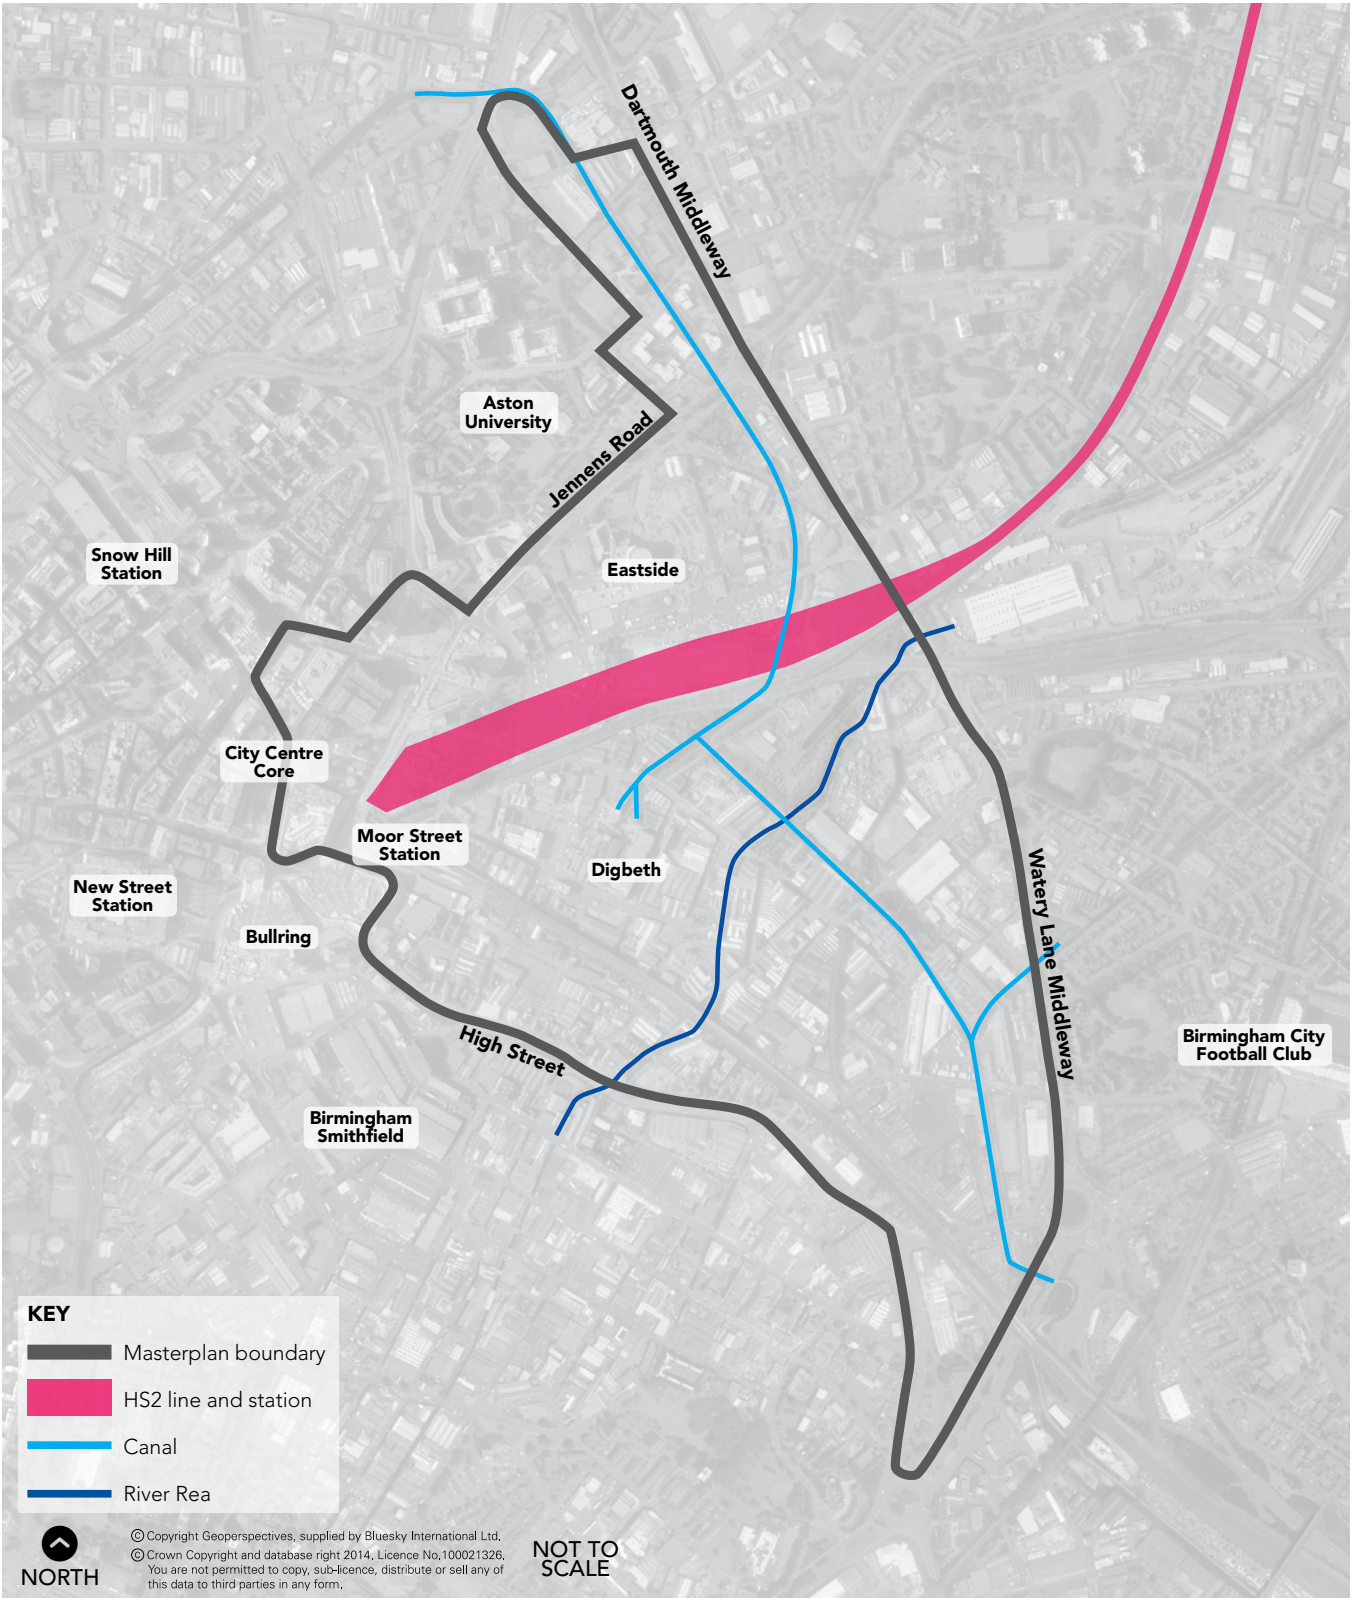 Dartmouth Middleway
Aston
University
Jennens Road
Snow Hill
Station
Eastside
City Centre
Core
Moor Street
Station
Digbeth
New Street
Station
Bullring
Watery Lane Middleway
High Street
Birmingham City
Football Club
Birmingham
Smithfield
KEY
Masterplan boundary
HS2 line and station
Canal
River Rea
NORTH
© Copyright Geoperspectives, supplied by Bluesky International Ltd.
© Crown Copyright and database right 2014. Licence No.100021326.
You are not permitted to copy, sub-licence, distribute or sell any of
this data to third parties in any form.
NOT TO
SCALE